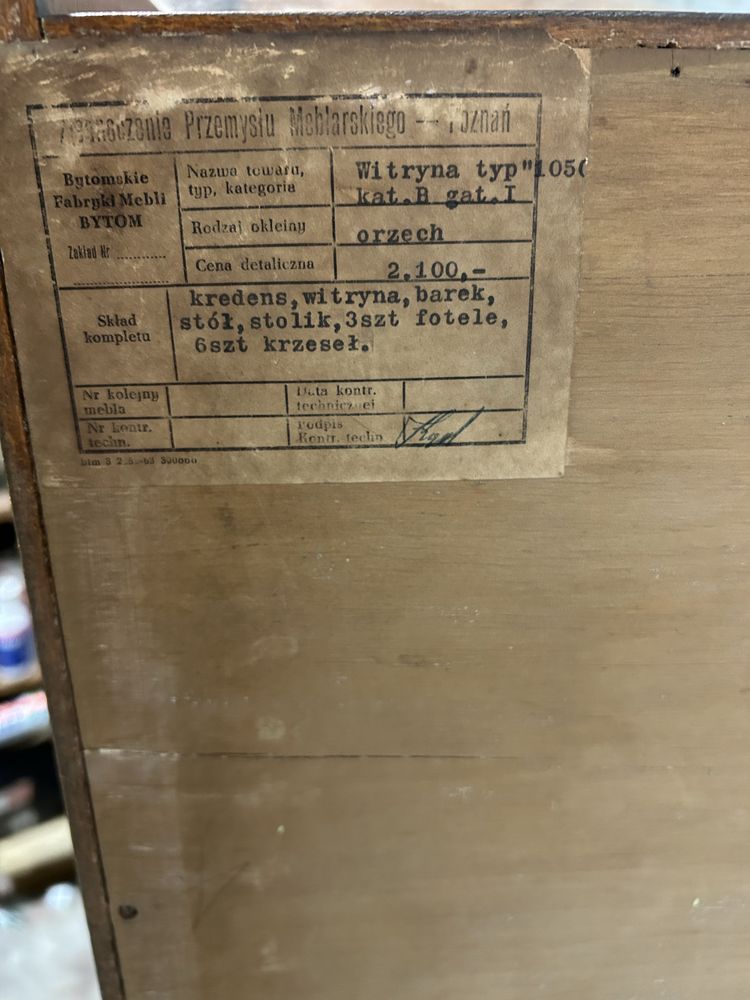 Zjednoczenie Przemysłu Meblarskiego — Poznań
Bytomskie
Fabryki Mebli
BYTOM
Zakład Nr ............
Nazwa towaru,
typ, kategoria
Witryna typ"1050
kat.B gat.I
Rodzaj okleiny
orzech
Cena detaliczna
2.100,-
Skład
kompletu
kredens,witryna,barek,
stół,stolik,3szt fotele,
6szt krzeseł.
Nr kolejny
mebla
Data kontr.
technicznej
Nr kontr.
techn.
Podpis
Kontr. techn